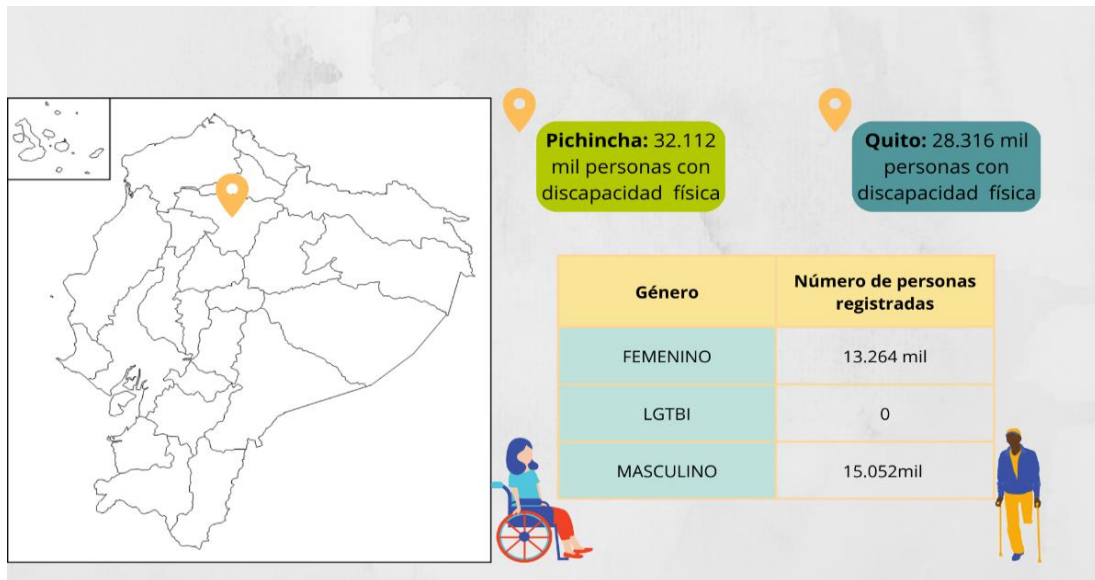 Pichincha: 32.112
mil personas con
discapacidad física
Quito: 28.316 mil
personas con
discapacidad física
Género
Número de personas
registradas
FEMENINO
13.264 mil
LGTBI
0
MASCULINO
15.052mil